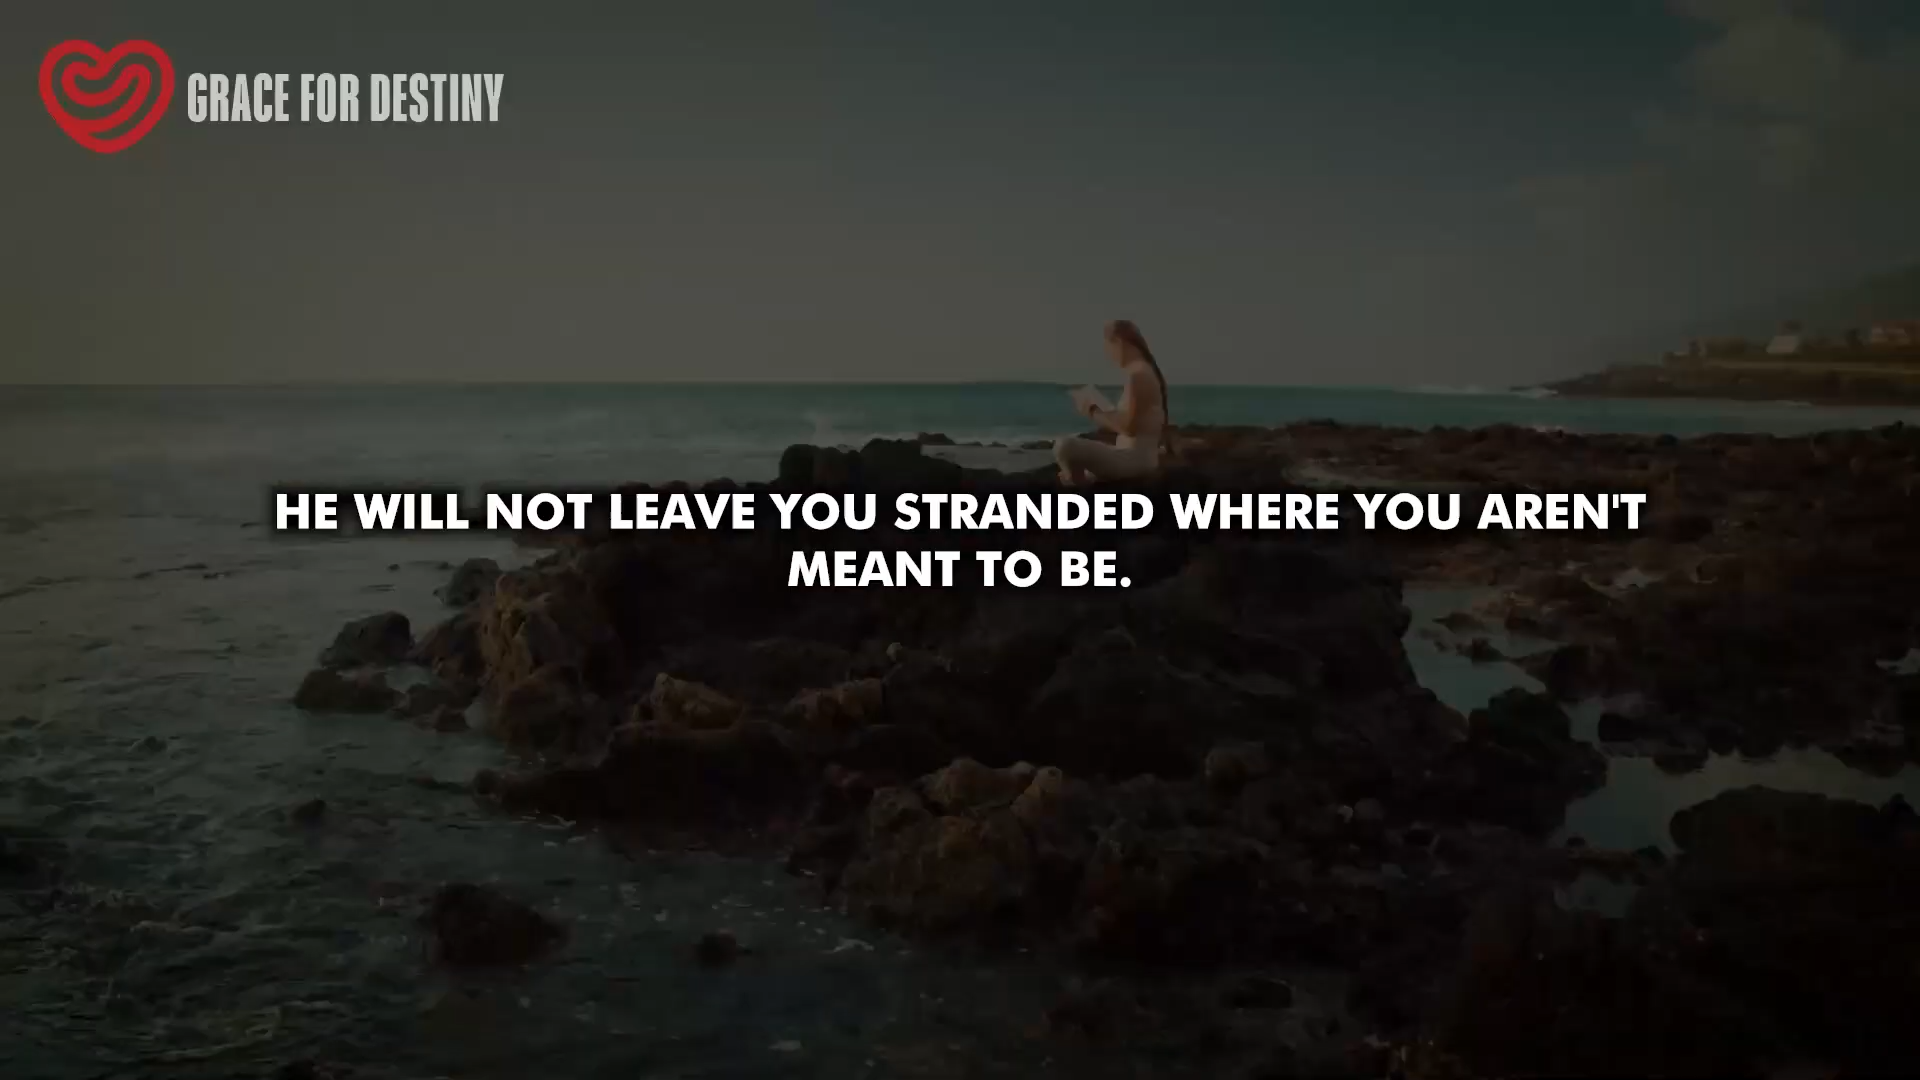 GRACE FOR DESTINY
HE WILL NOT LEAVE YOU STRANDED WHERE YOU AREN'T
MEANT TO BE.